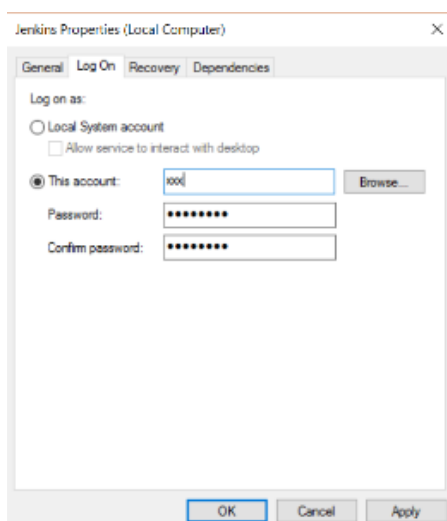 Jenkins Properties (Local Computer)
General Log On Recovery Dependencies
Log on as:
Local System account
Allow service to interact with desktop
This account: xxx Browse...
Password: ••••••••
Confirm password: ••••••••
OK Cancel Apply